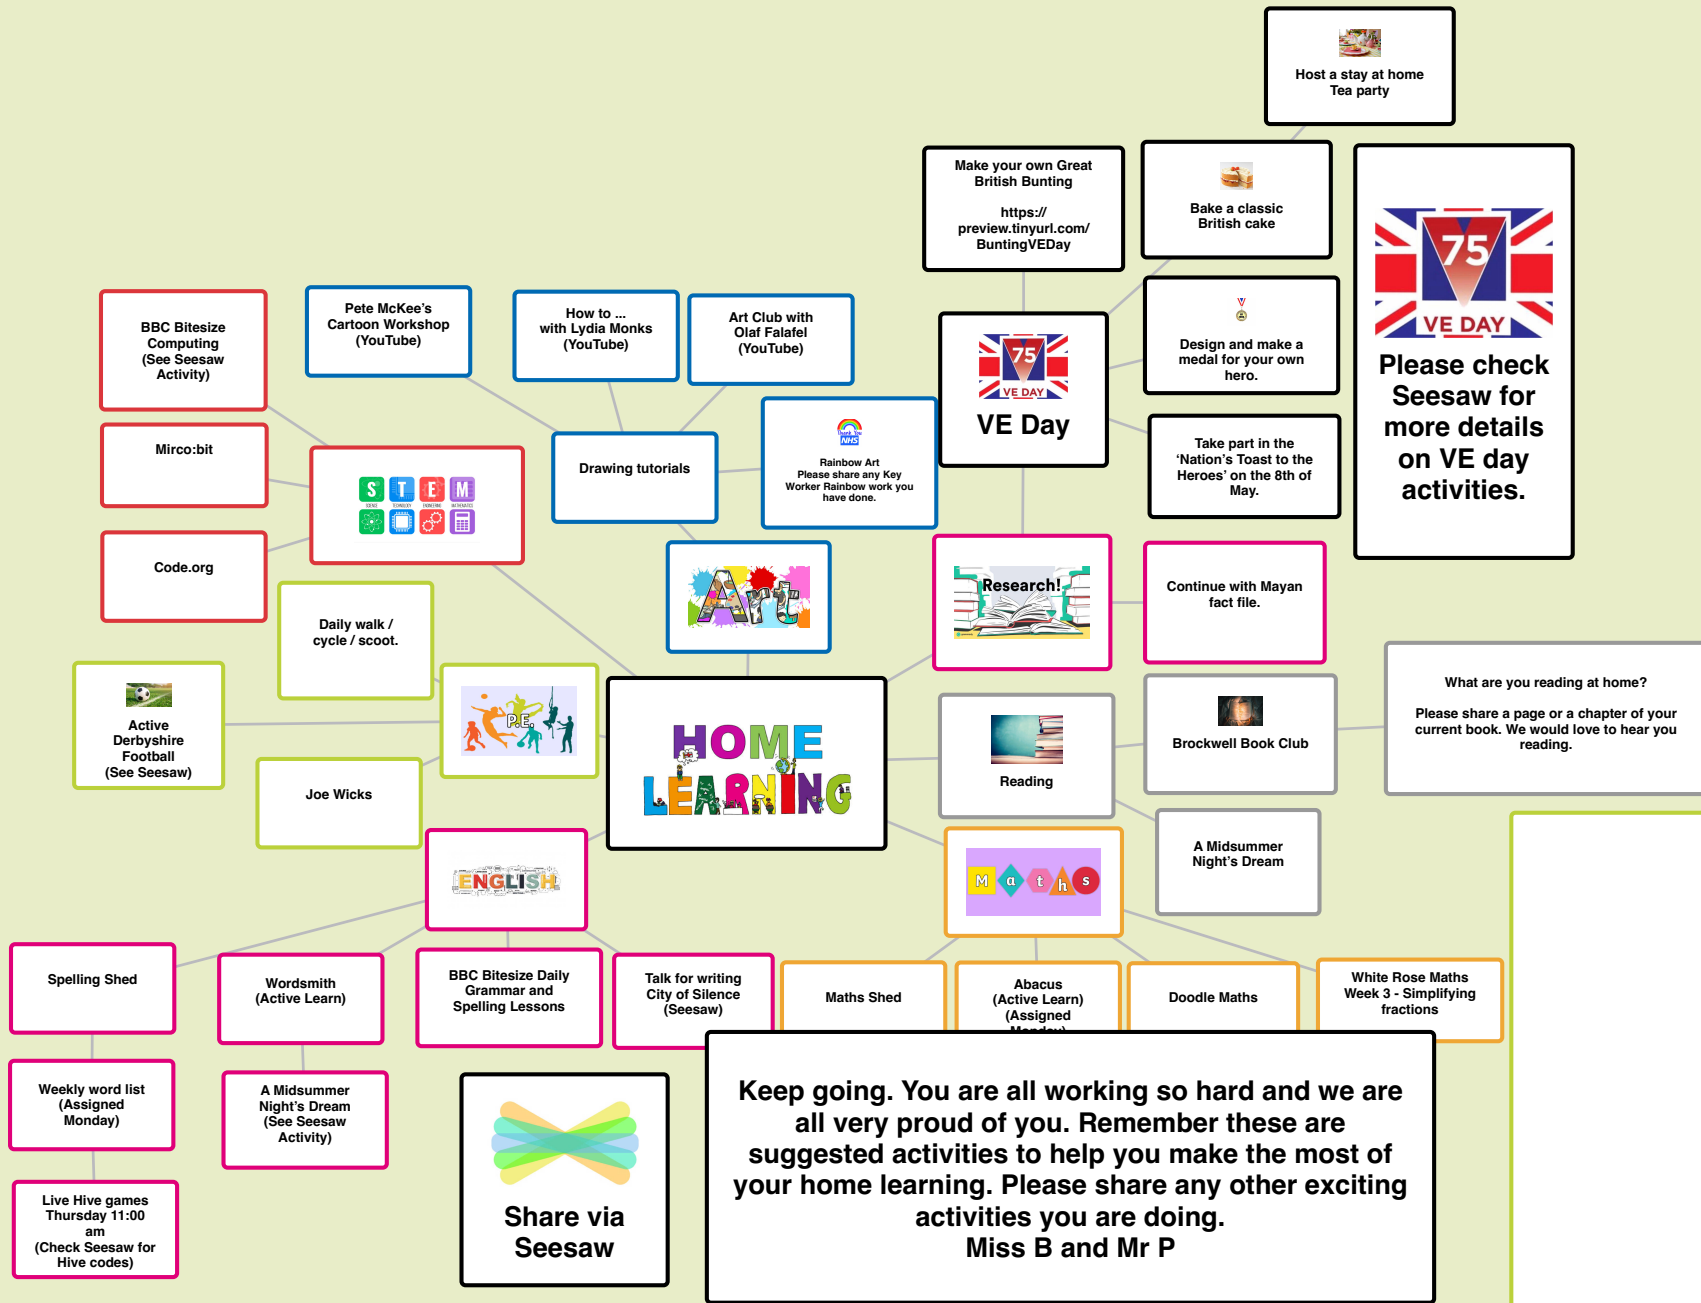 Host a stay at home
Tea party
Make your own Great
British Bunting
https://
preview.tinyurl.com/
BuntingVEDay
Bake a classic
British cake
75
VE DAY
Please check
Seesaw for
more details
on VE day
activities.
Design and make a
medal for your own
hero.
75
VE DAY
VE Day
Take part in the
‘Nation’s Toast to the
Heroes’ on the 8th of
May.
BBC Bitesize
Computing
(See Seesaw
Activity)
Pete McKee’s
Cartoon Workshop
(YouTube)
How to ...
with Lydia Monks
(YouTube)
Art Club with
Olaf Falafel
(YouTube)
Thank You
NHS
Rainbow Art
Please share any Key
Worker Rainbow work you
have done.
Drawing tutorials
Mirco:bit
STEM
SCIENCE TECHNOLOGY ENGINEERING MATHEMATICS
Code.org
Art
Research!
Continue with Mayan
fact file.
Daily walk /
cycle / scoot.
P.E.
Active
Derbyshire
Football
(See Seesaw)
Joe Wicks
HOME
LEARNING
Reading
Brockwell Book Club
What are you reading at home?
Please share a page or a chapter of your
current book. We would love to hear you
reading.
A Midsummer
Night’s Dream
ENGLISH
Maths
Spelling Shed
Wordsmith
(Active Learn)
BBC Bitesize Daily
Grammar and
Spelling Lessons
Talk for writing
City of Silence
(Seesaw)
Maths Shed
Abacus
(Active Learn)
(Assigned
Monday)
Doodle Maths
White Rose Maths
Week 3 - Simplifying
fractions
Weekly word list
(Assigned
Monday)
A Midsummer
Night’s Dream
(See Seesaw
Activity)
Live Hive games
Thursday 11:00
am
(Check Seesaw for
Hive codes)
Share via
Seesaw
Keep going. You are all working so hard and we are
all very proud of you. Remember these are
suggested activities to help you make the most of
your home learning. Please share any other exciting
activities you are doing.
Miss B and Mr P